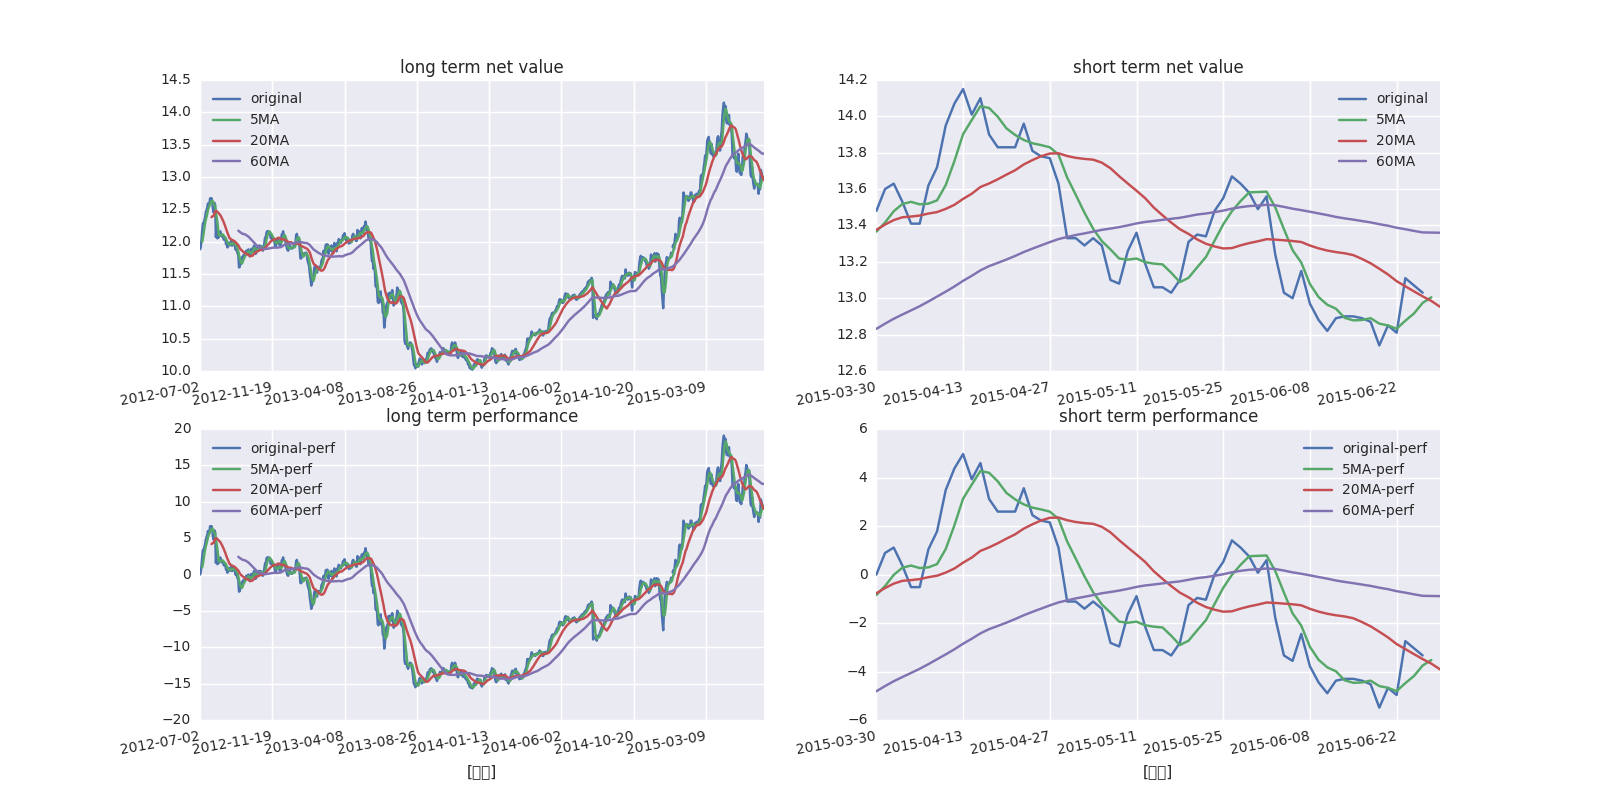 long term net value
14.5
14.0
13.5
13.0
12.5
12.0
11.5
11.0
10.5
10.0
original
5MA
20MA
60MA
2012-07-02 2012-11-19 2013-04-08 2013-08-26 2014-01-13 2014-06-02 2014-10-20 2015-03-09
short term net value
14.2
14.0
13.8
13.6
13.4
13.2
13.0
12.8
12.6
original
5MA
20MA
60MA
2015-03-30 2015-04-13 2015-04-27 2015-05-11 2015-05-25 2015-06-08 2015-06-22
long term performance
20
15
10
5
0
−5
−10
−15
−20
original-perf
5MA-perf
20MA-perf
60MA-perf
2012-07-02 2012-11-19 2013-04-08 2013-08-26 2014-01-13 2014-06-02 2014-10-20 2015-03-09
short term performance
6
4
2
0
−2
−4
−6
original-perf
5MA-perf
20MA-perf
60MA-perf
2015-03-30 2015-04-13 2015-04-27 2015-05-11 2015-05-25 2015-06-08 2015-06-22